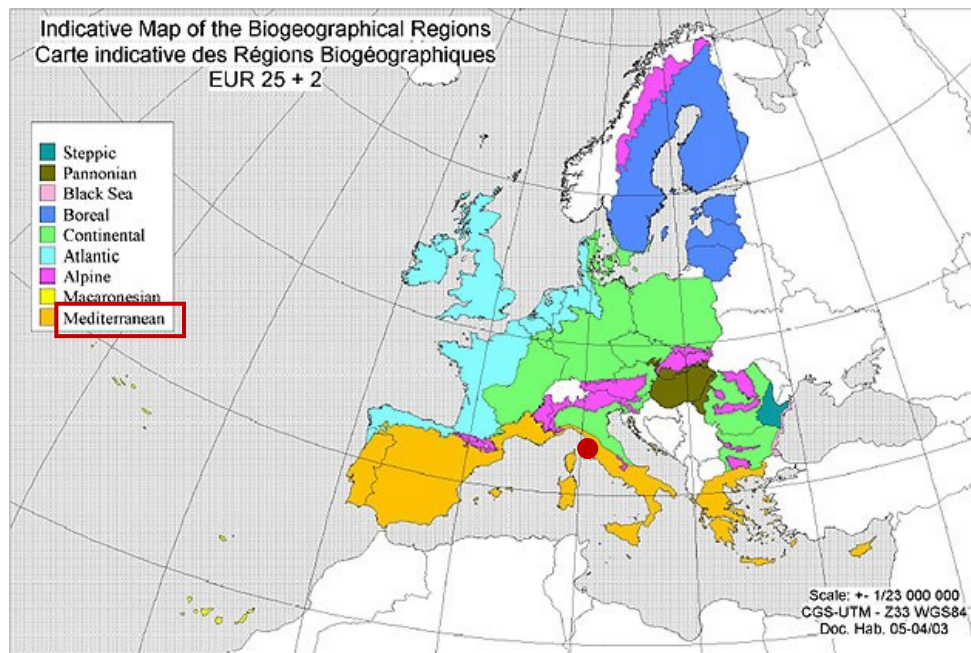 Indicative Map of the Biogeographical Regions
Carte indicative des Régions Biogéographiques
EUR 25 + 2
Steppic
Pannonian
Black Sea
Boreal
Continental
Atlantic
Alpine
Macaronesian
Mediterranean
Scale: +- 1/23 000 000
CGS-UTM - Z33 WGS84
Doc. Hab. 05-04/03